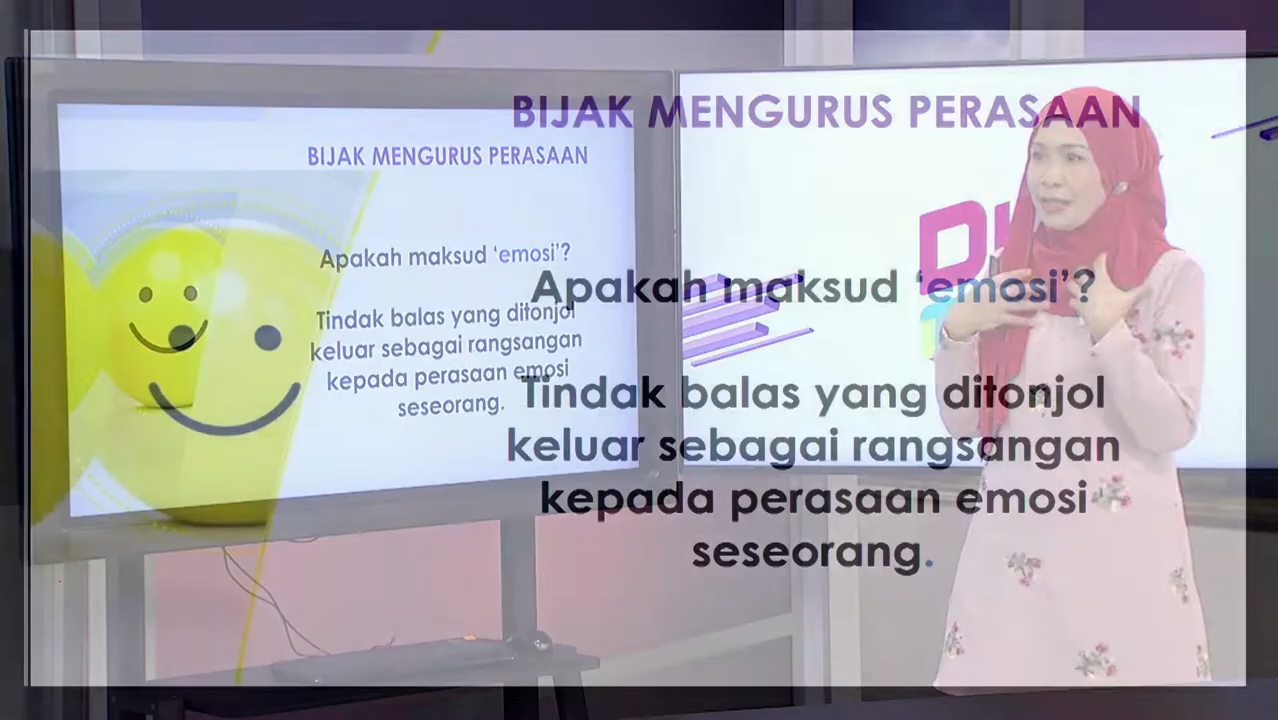 BIJAK MENGURUS PERASAAN
Apakah maksud ‘emosi’?
Tindak balas yang ditonjol
keluar sebagai rangsangan
kepada perasaan emosi
seseorang.
BIJAK MENGURUS PERASAAN
Apakah maksud ‘emosi’?
Tindak balas yang ditonjol
keluar sebagai rangsangan
kepada perasaan emosi
seseorang.